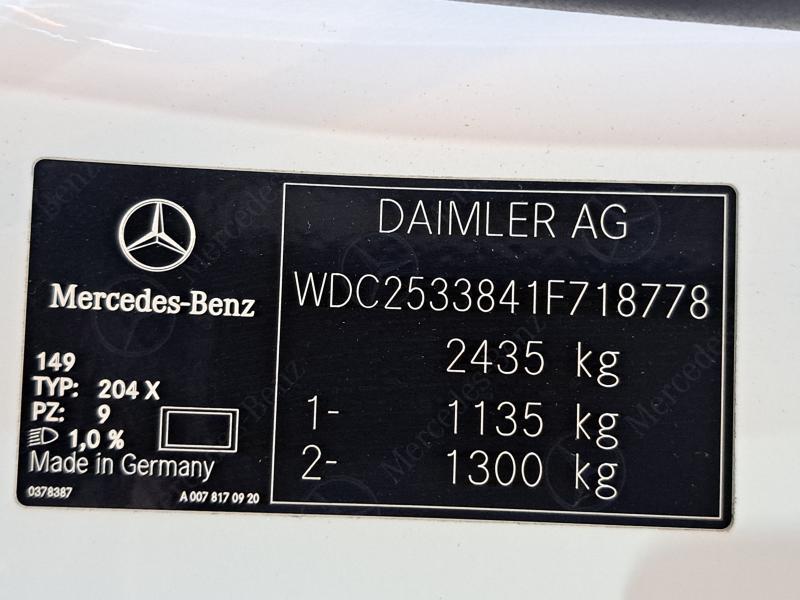 Mercedes-Benz
149
TYP: 204 X
PZ: 9
1,0 %
Made in Germany
0378387 A 007 817 09 20
DAIMLER AG
WDC2533841F718778
2435 kg
1- 1135 kg
2- 1300 kg